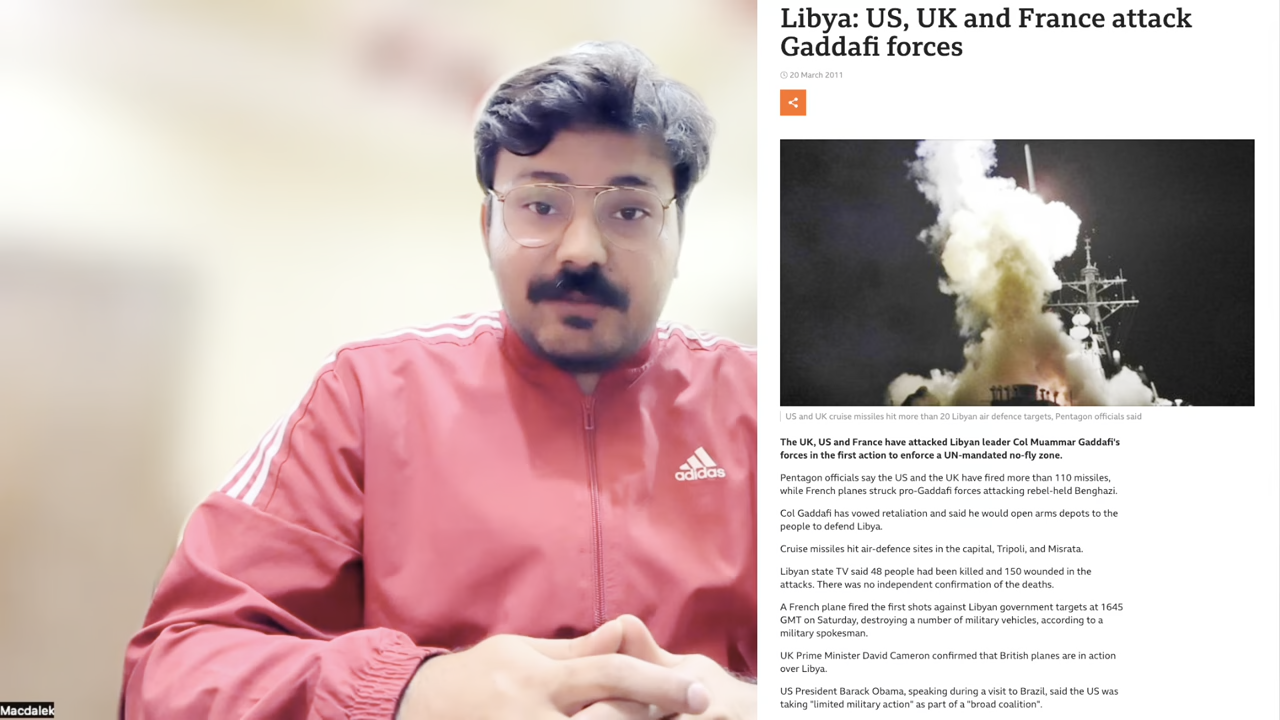 Libya: US, UK and France attack
Gaddafi forces
20 March 2011
US and UK cruise missiles hit more than 20 Libyan air defence targets, Pentagon officials said
The UK, US and France have attacked Libyan leader Col Muammar Gaddafi's
forces in the first action to enforce a UN-mandated no-fly zone.
Pentagon officials say the US and the UK have fired more than 110 missiles,
while French planes struck pro-Gaddafi forces attacking rebel-held Benghazi.
Col Gaddafi has vowed retaliation and said he would open arms depots to the
people to defend Libya.
Cruise missiles hit air-defence sites in the capital, Tripoli, and Misrata.
Libyan state TV said 48 people had been killed and 150 wounded in the
attacks. There was no independent confirmation of the deaths.
A French plane fired the first shots against Libyan government targets at 1645
GMT on Saturday, destroying a number of military vehicles, according to a
military spokesman.
UK Prime Minister David Cameron confirmed that British planes are in action
over Libya.
US President Barack Obama, speaking during a visit to Brazil, said the US was
taking "limited military action" as part of a "broad coalition".
adidas
Macdalek